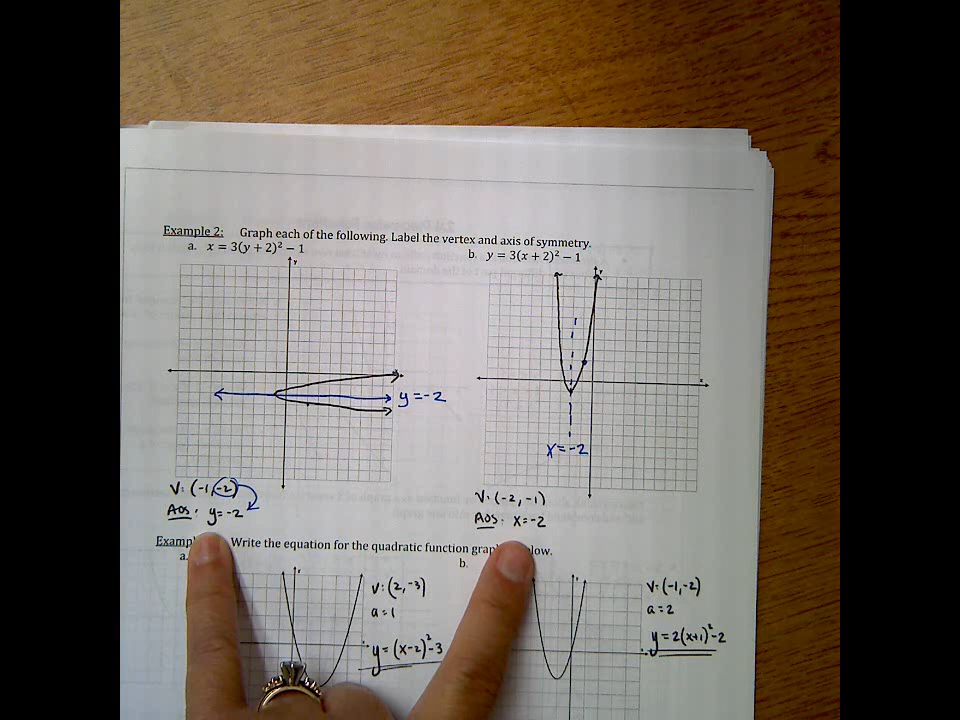 Example 2: Graph each of the following. Label the vertex and axis of symmetry.
a. x = 3(y + 2)² − 1
b. y = 3(x + 2)² − 1
y
y
x
y = -2
x = -2
V: (-1, -2)
AOS: y = -2
V: (-2, -1)
AOS: x = -2
Write the equation for the quadratic function
a.
b.
V: (2, -3)
a = 1
y = (x-2)² - 3
V: (-1, -2)
a = 2
y = 2(x+1)² - 2